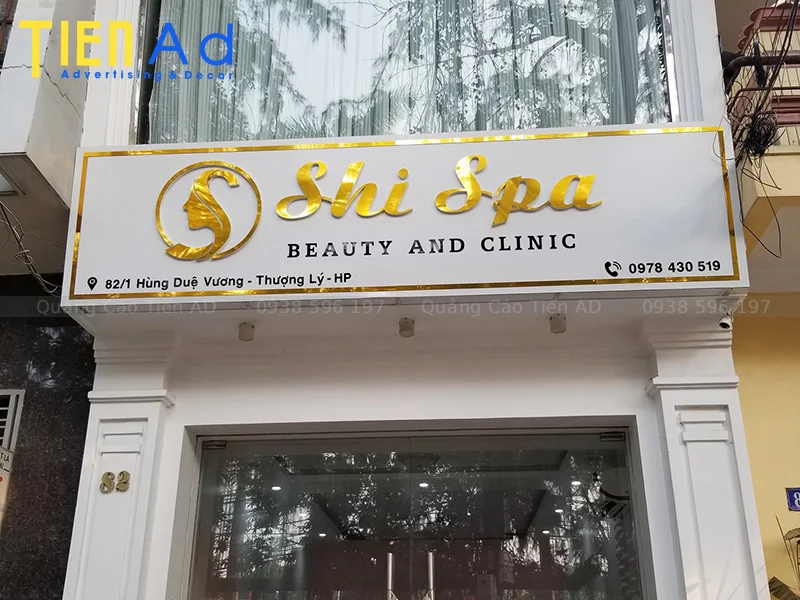 TIEN Ad
Advertising & Decor
Shi Spa
BEAUTY AND CLINIC
82/1 Hùng Duệ Vương - Thượng Lý - HP
0978 430 519
Quảng Cáo Tiến AD 0938 596 197 Quảng Cáo Tiến AD 0938 596 197
82